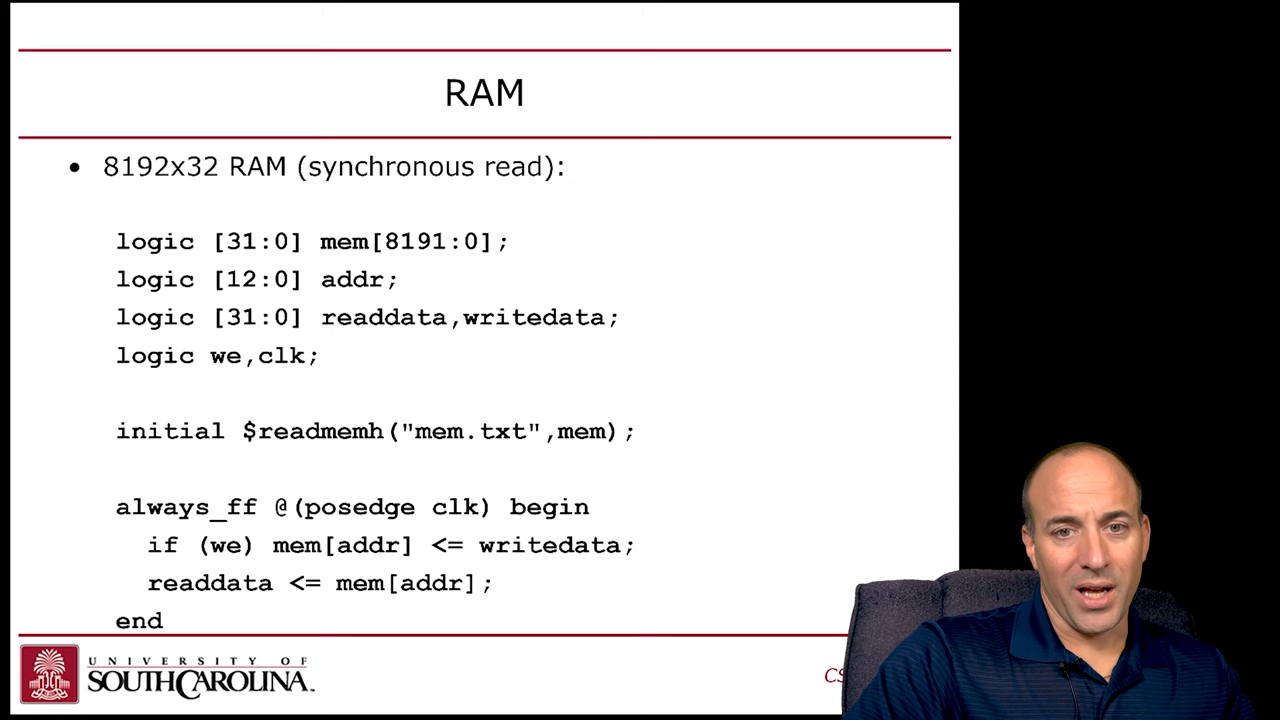 RAM
• 8192x32 RAM (synchronous read):
logic [31:0] mem[8191:0];
logic [12:0] addr;
logic [31:0] readdata,writedata;
logic we,clk;
initial $readmemh("mem.txt",mem);
always_ff @(posedge clk) begin
if (we) mem[addr] <= writedata;
readdata <= mem[addr];
end
UNIVERSITY OF
SOUTH CAROLINA